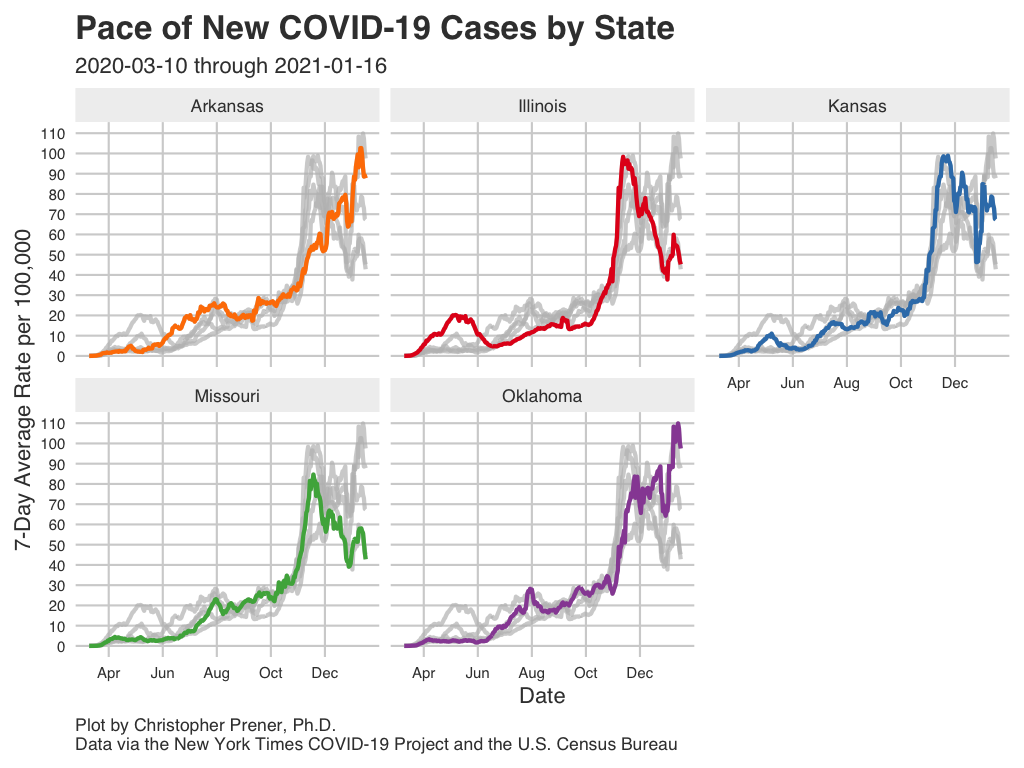 Pace of New COVID-19 Cases by State
2020-03-10 through 2021-01-16
Arkansas Illinois Kansas
110
100
90
80
70
60
50
40
30
20
10
0
Apr Jun Aug Oct Dec
Missouri Oklahoma
110
100
90
80
70
60
50
40
30
20
10
0
Apr Jun Aug Oct Dec Apr Jun Aug Oct Dec
7-Day Average Rate per 100,000
Date
Plot by Christopher Prener, Ph.D.
Data via the New York Times COVID-19 Project and the U.S. Census Bureau